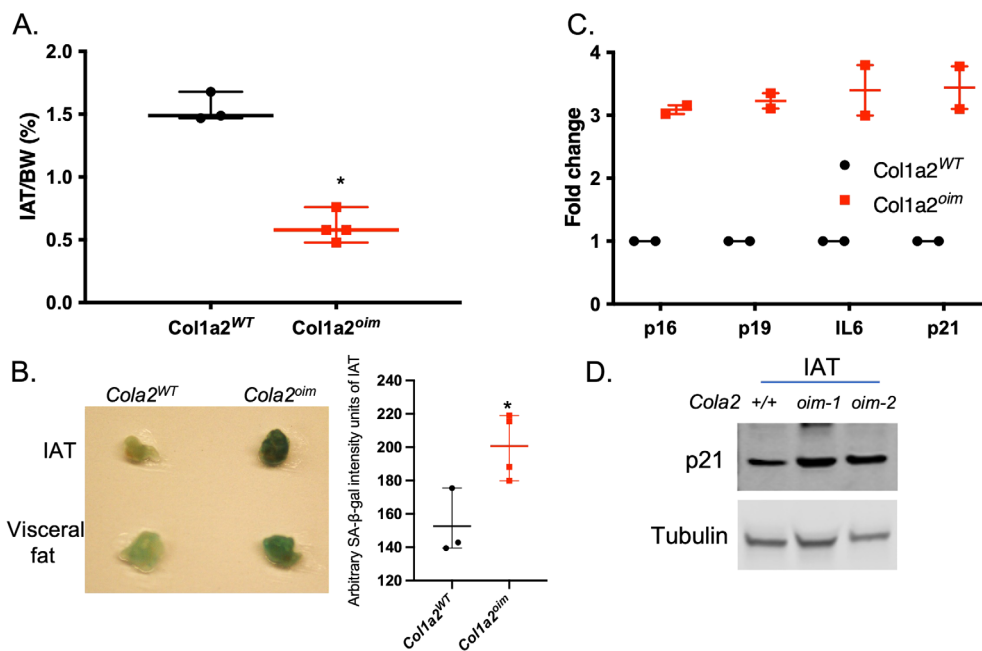 A.
2.0
1.5
1.0
0.5
0.0
IAT/BW (%)
*
Col1a2WT Col1a2oim
C.
4
3
2
1
0
Fold change
Col1a2WT
Col1a2oim
p16 p19 IL6 p21
B.
Cola2WT Cola2oim
IAT
Visceral
fat
240
220
200
180
160
140
120
Arbitrary SA-β-gal intensity units of IAT
*
Col1a2WT Col1a2oim
D.
IAT
Cola2 +/+ oim-1 oim-2
p21
Tubulin